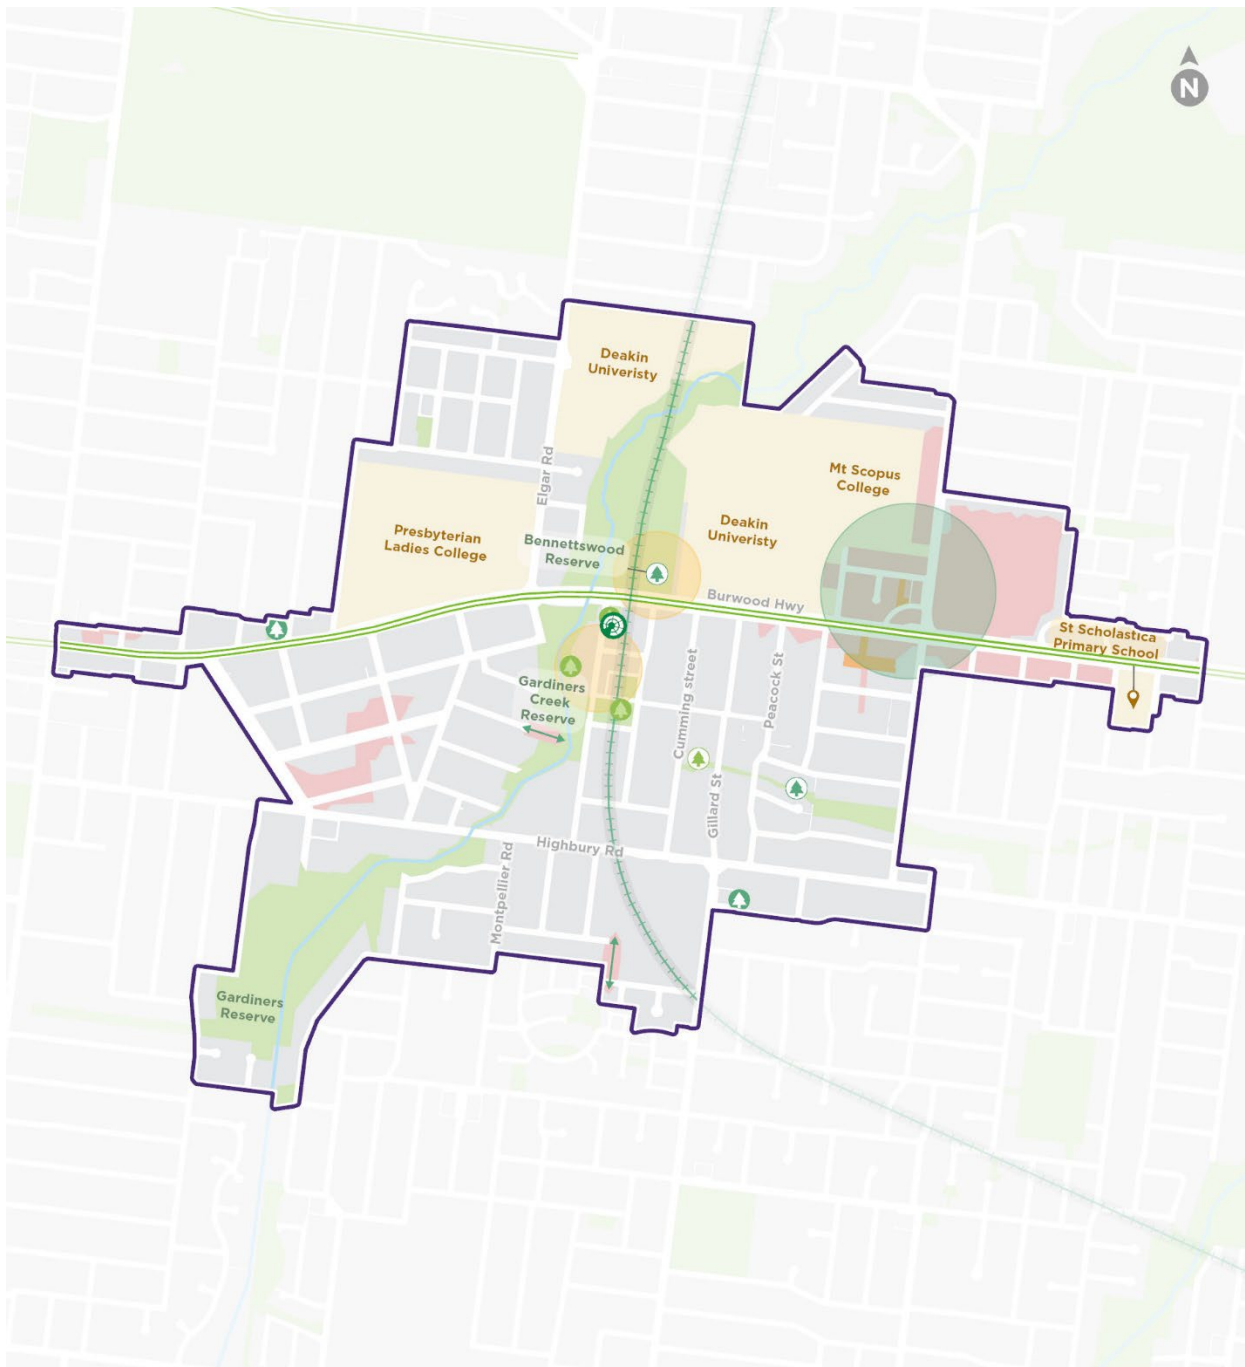 N
Deakin
Univeristy
Elgar Rd
Mt Scopus
College
Presbyterian
Ladies College
Deakin
Univeristy
Bennettswood
Reserve
Burwood Hwy
St Scholastica
Primary School
Gardiners
Creek
Reserve
Cumming street
Peacock St
Gillard St
Highbury Rd
Montpellier Rd
Gardiners
Reserve